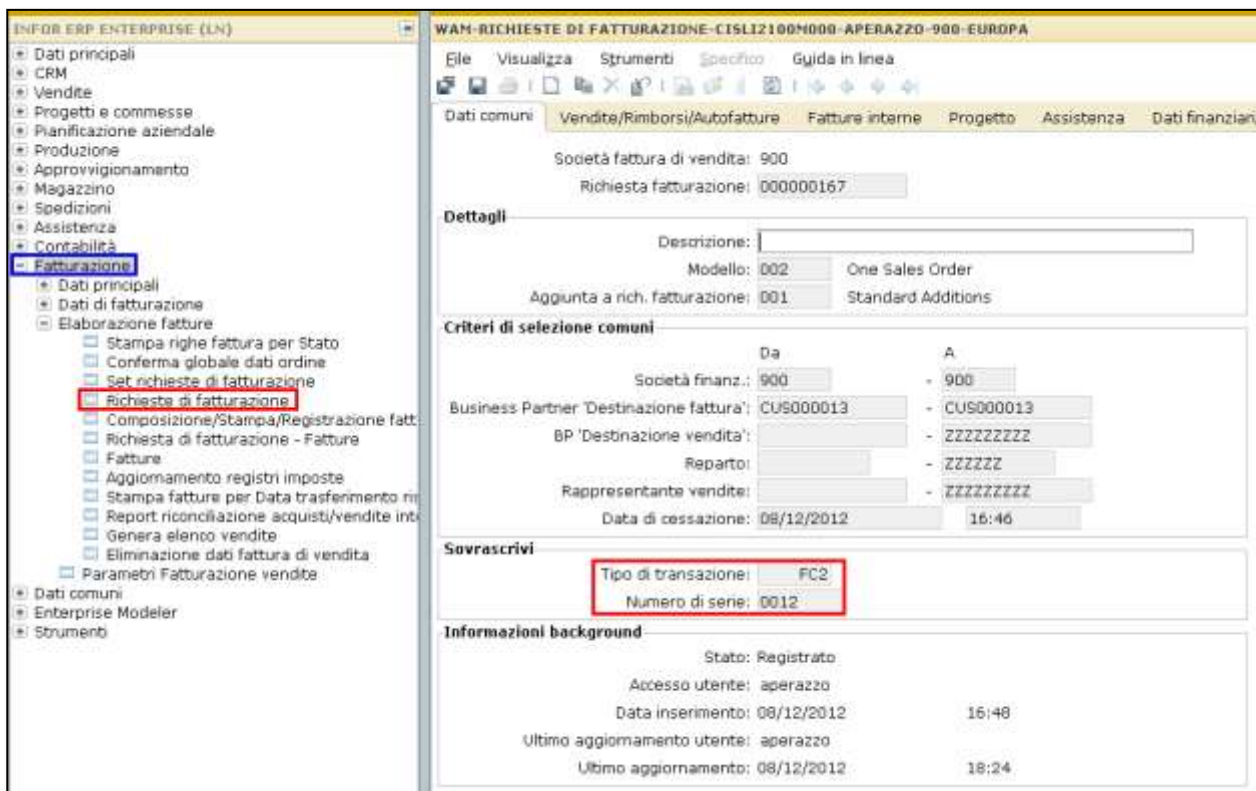 INFOR ERP ENTERPRISE (LN)
Dati principali
CRM
Vendite
Progetti e commesse
Pianificazione aziendale
Produzione
Approvvigionamento
Magazzino
Spedizioni
Assistenza
Contabilità
Fatturazione
Dati principali
Dati di fatturazione
Elaborazione fatture
Stampa righe fattura per Stato
Conferma globale dati ordine
Set richieste di fatturazione
Richieste di fatturazione
Composizione/Stampa/Registrazione fatt
Richiesta di fatturazione - Fatture
Fatture
Aggiornamento registri imposte
Stampa fatture per Data trasferimento rim
Report riconciliazione acquisti/vendite int
Genera elenco vendite
Eliminazione dati fattura di vendita
Parametri Fatturazione vendite
Dati comuni
Enterprise Modeler
Strumenti
WAM-RICHIESTE DI FATTURAZIONE-CISLI2100M000-APERAZZO-900-EUROPA
File Visualizza Strumenti Specifico Guida in linea
Dati comuni Vendite/Rimborsi/Autofatture Fatture interne Progetto Assistenza Dati finanziari
Società fattura di vendita: 900
Richiesta fatturazione: 000000167
Dettagli
Descrizione:
Modello: 002 One Sales Order
Aggiunta a rich. fatturazione: 001 Standard Additions
Criteri di selezione comuni
Da A
Società finanz.: 900 - 900
Business Partner 'Destinazione fattura': CUS000013 - CUS000013
BP 'Destinazione vendita': - ZZZZZZZZZ
Reparto: - ZZZZZZ
Rappresentante vendite: - ZZZZZZZZZ
Data di cessazione: 08/12/2012 16:46
Sovrascrivi
Tipo di transazione: FC2
Numero di serie: 0012
Informazioni background
Stato: Registrato
Accesso utente: aperazzo
Data inserimento: 08/12/2012 16:48
Ultimo aggiornamento utente: aperazzo
Ultimo aggiornamento: 08/12/2012 18:24